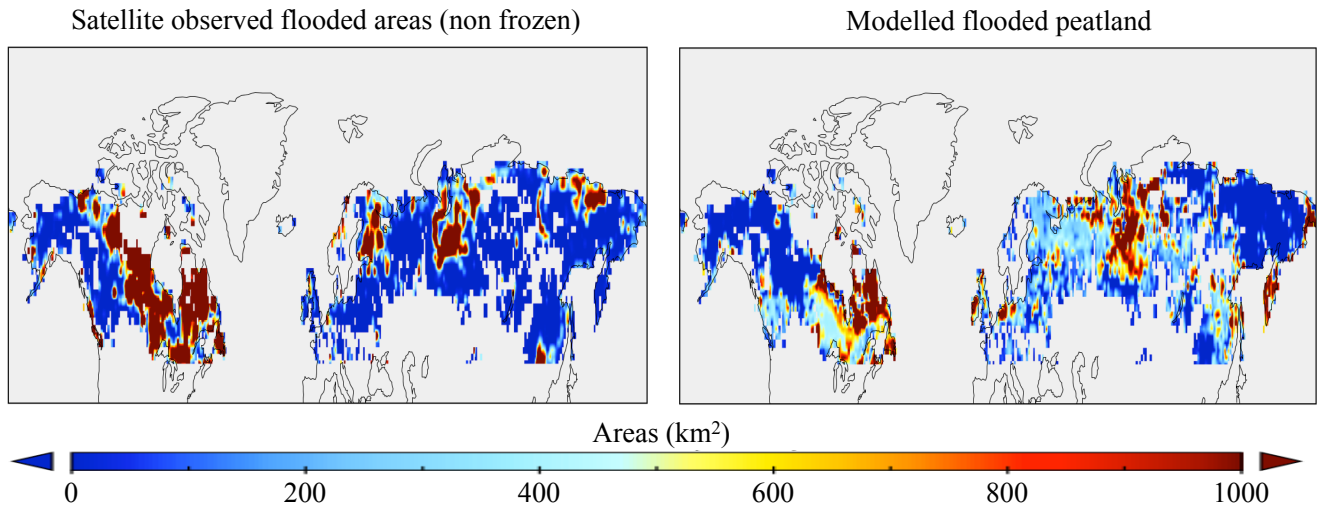 Satellite observed flooded areas (non frozen)
Modelled flooded peatland
Areas (km²)
0 200 400 600 800 1000